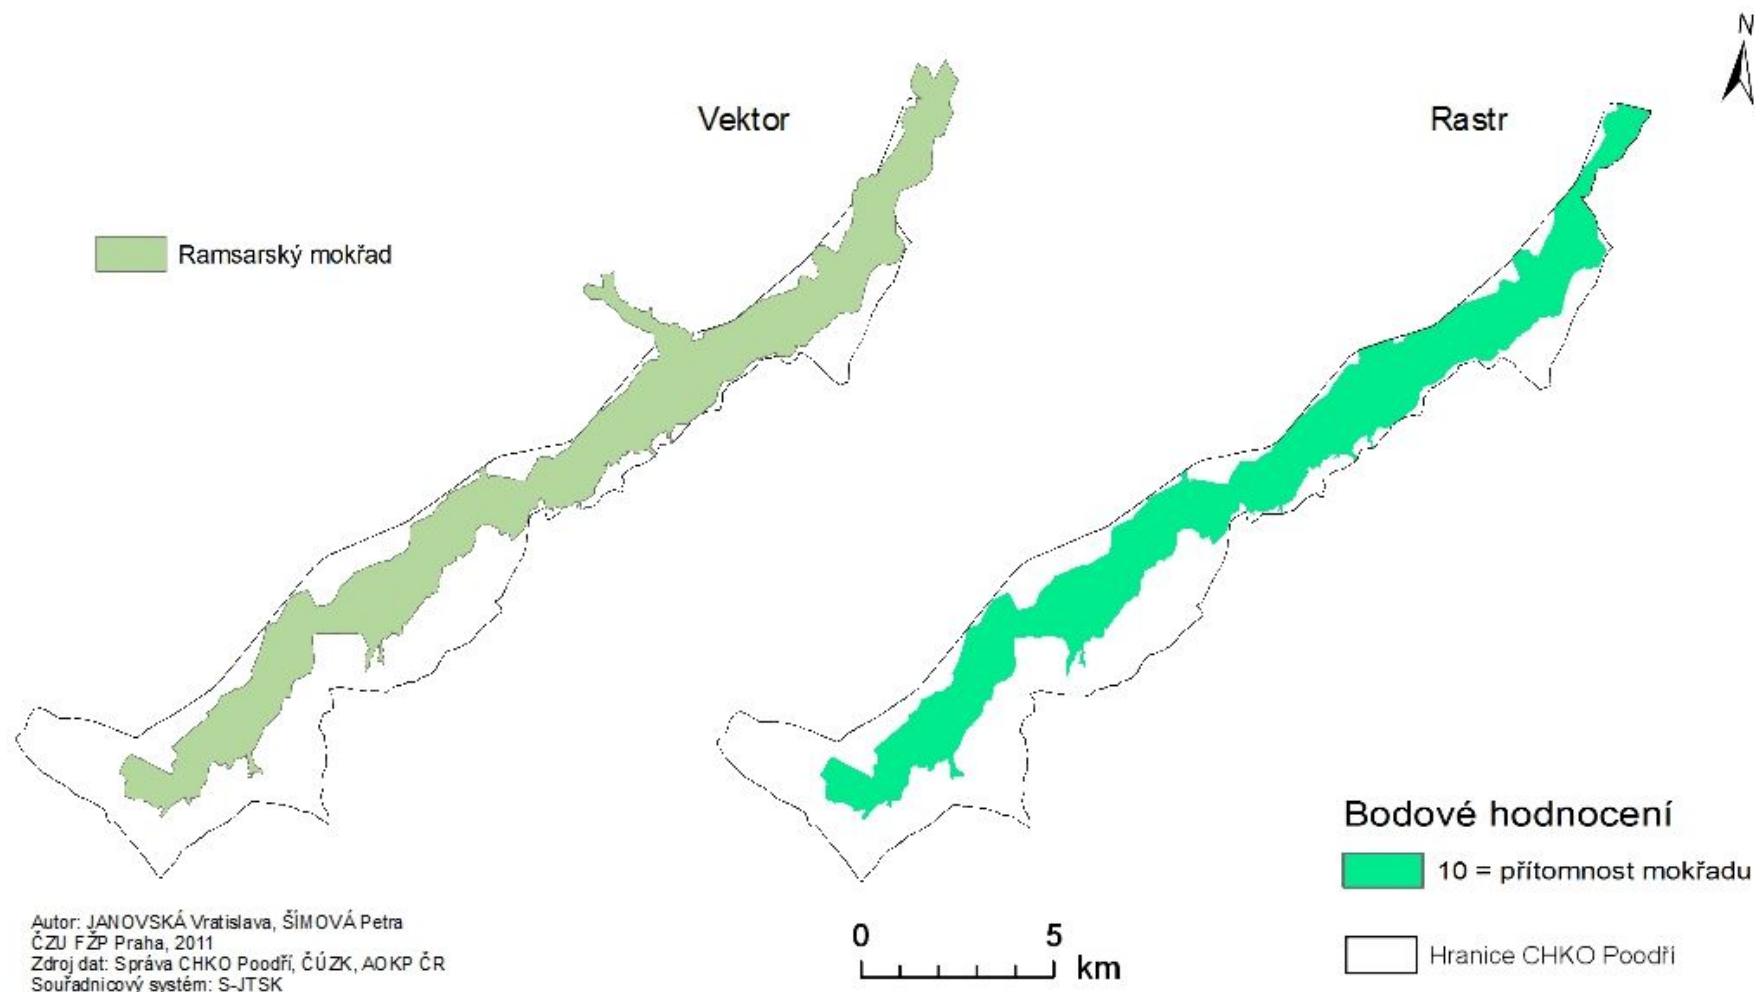 N
Vektor
Rastr
Ramsarský mokřad
Bodové hodnocení
10 = přítomnost mokřadu
Hranice CHKO Poodří
Autor: JANOVSKÁ Vratislava, ŠÍMOVÁ Petra
ČZU FŽP Praha, 2011
Zdroj dat: Správa CHKO Poodří, ČÚZK, AOKP ČR
Souřadnicový systém: S-JTSK
0 5
km